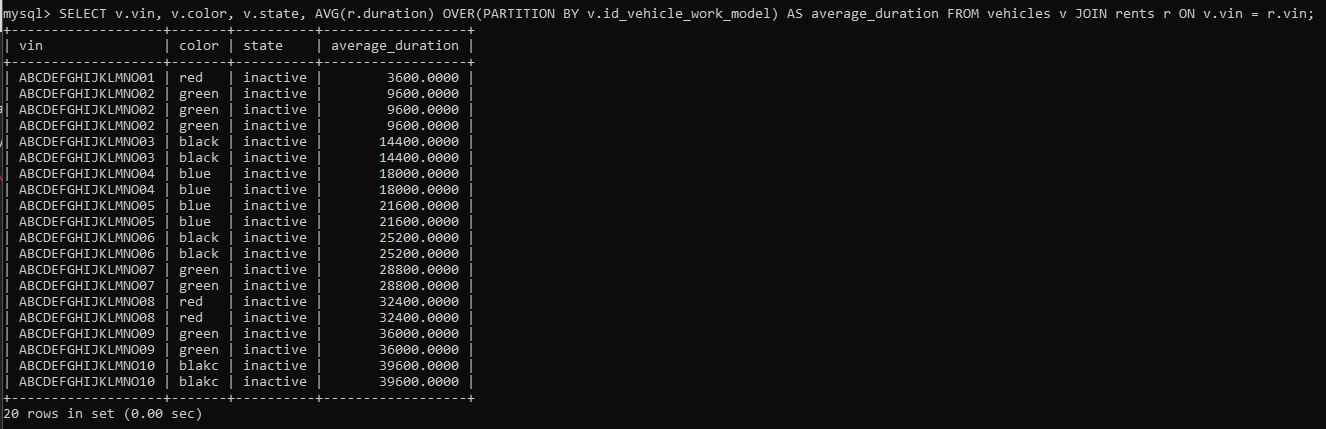 mysql> SELECT v.vin, v.color, v.state, AVG(r.duration) OVER(PARTITION BY v.id_vehicle_work_model) AS average_duration FROM vehicles v JOIN rents r ON v.vin = r.vin;
+-------------------+-------+----------+------------------+
| vin               | color | state    | average_duration |
+-------------------+-------+----------+------------------+
| ABCDEFGHIJKLMNO01 | red   | inactive |        3600.0000 |
| ABCDEFGHIJKLMNO02 | green | inactive |        9600.0000 |
| ABCDEFGHIJKLMNO02 | green | inactive |        9600.0000 |
| ABCDEFGHIJKLMNO02 | green | inactive |        9600.0000 |
| ABCDEFGHIJKLMNO03 | black | inactive |       14400.0000 |
| ABCDEFGHIJKLMNO03 | black | inactive |       14400.0000 |
| ABCDEFGHIJKLMNO04 | blue  | inactive |       18000.0000 |
| ABCDEFGHIJKLMNO04 | blue  | inactive |       18000.0000 |
| ABCDEFGHIJKLMNO05 | blue  | inactive |       21600.0000 |
| ABCDEFGHIJKLMNO05 | blue  | inactive |       21600.0000 |
| ABCDEFGHIJKLMNO06 | black | inactive |       25200.0000 |
| ABCDEFGHIJKLMNO06 | black | inactive |       25200.0000 |
| ABCDEFGHIJKLMNO07 | green | inactive |       28800.0000 |
| ABCDEFGHIJKLMNO07 | green | inactive |       28800.0000 |
| ABCDEFGHIJKLMNO08 | red   | inactive |       32400.0000 |
| ABCDEFGHIJKLMNO08 | red   | inactive |       32400.0000 |
| ABCDEFGHIJKLMNO09 | green | inactive |       36000.0000 |
| ABCDEFGHIJKLMNO09 | green | inactive |       36000.0000 |
| ABCDEFGHIJKLMNO10 | blakc | inactive |       39600.0000 |
| ABCDEFGHIJKLMNO10 | blakc | inactive |       39600.0000 |
+-------------------+-------+----------+------------------+
20 rows in set (0.00 sec)